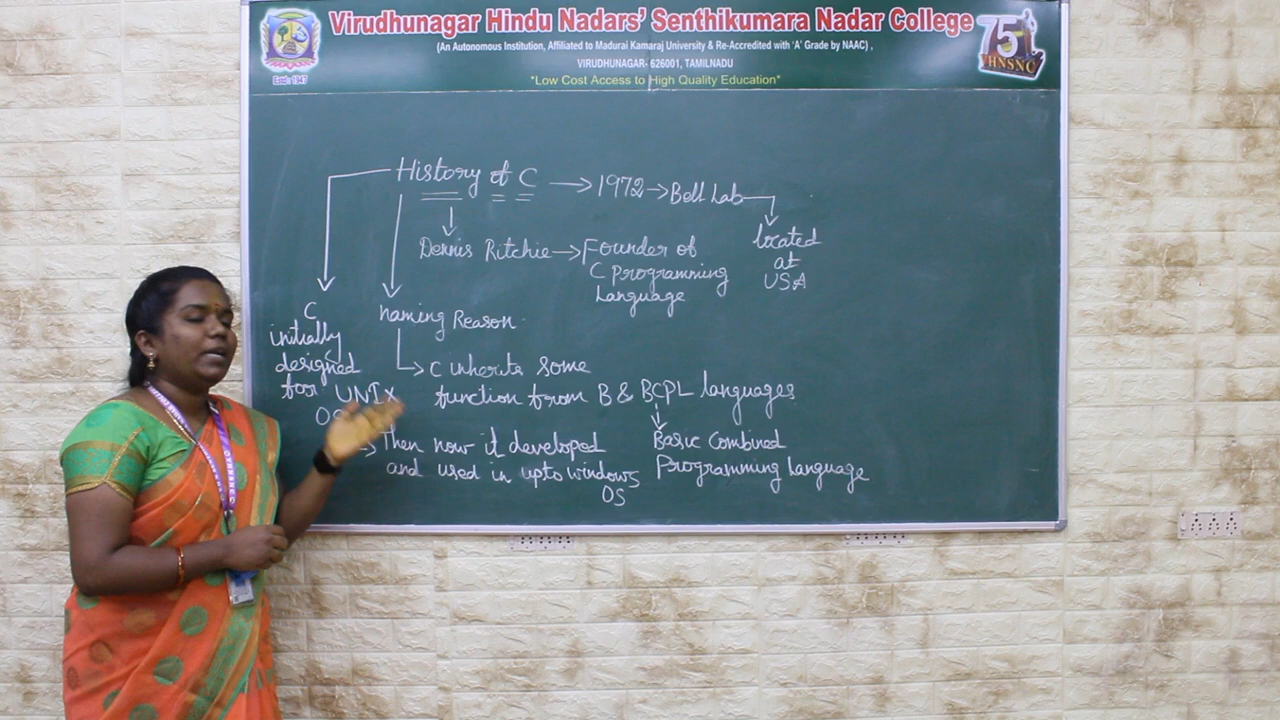 Virudhunagar Hindu Nadars' Senthikumara Nadar College
(An Autonomous Institution, Affiliated to Madurai Kamaraj University & Re-Accredited with 'A' Grade by NAAC) ,
VIRUDHUNAGAR- 626001, TAMILNADU
"Low Cost Access to High Quality Education"
Estd : 1947
75
VHNSNC
History of C → 1972 → Bell Lab
located
at
USA
Dennis Ritchie → Founder of
C Programming
Language
C
initially
designed
for UNIX
naming Reason
C inherits some
function from B & BCPL languages
Basic Combined
Programming Language
Then now it developed
and used in upto windows
OS